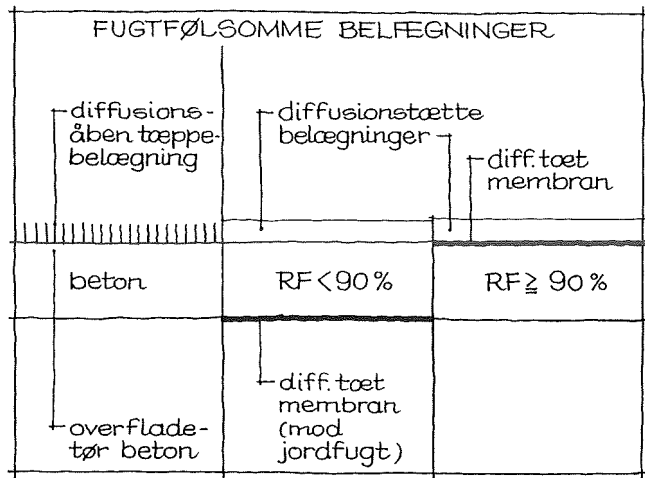 FUGTFØLSOMME BELÆGNINGER
diffusions-
åben tæppe-
belægning
diffusionstætte
belægninger
diff. tæt
membran
beton
RF < 90 %
RF ≧ 90 %
diff. tæt
membran
(mod
jordfugt)
overflade-
tør beton